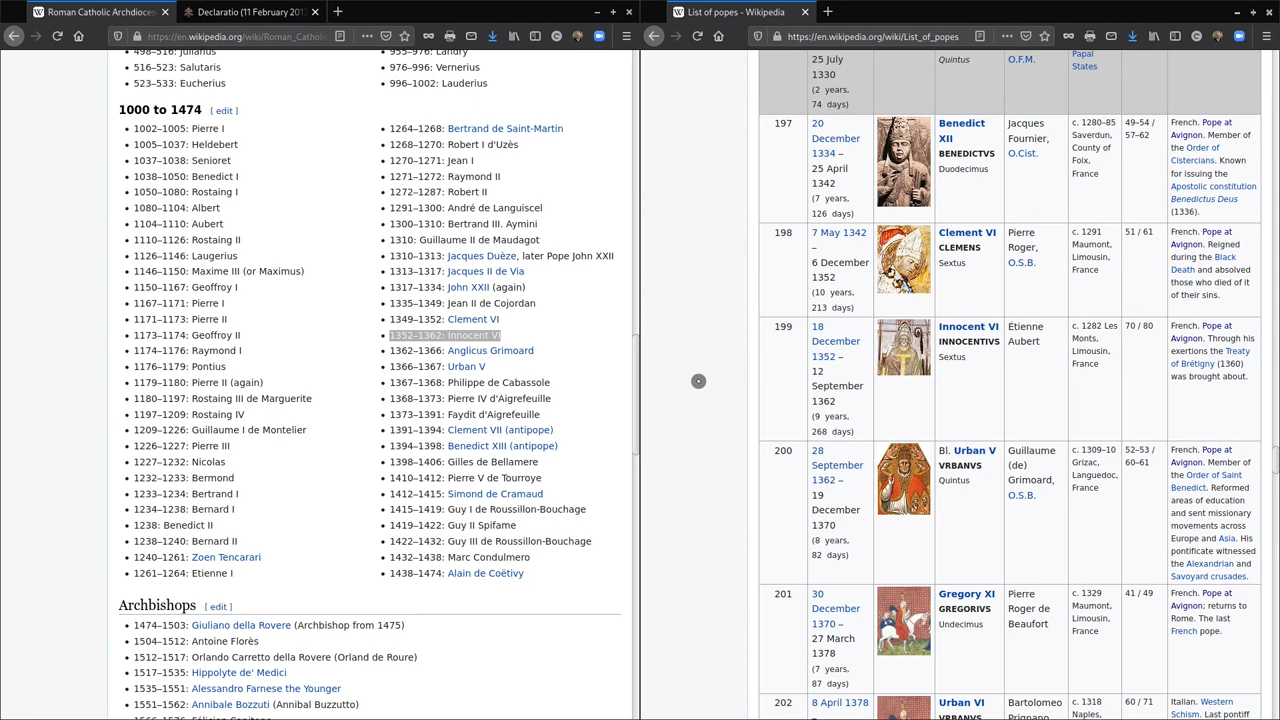 Roman Catholic Archdioces
Declaratio (11 February 201
https://en.wikipedia.org/wiki/Roman_Catholic
498–516: Julianus
516–523: Salutaris
523–533: Eucherius
955–976: Landry
976–996: Vernerius
996–1002: Lauderius
1000 to 1474 [ edit ]
1002–1005: Pierre I
1005–1037: Heldebert
1037–1038: Senioret
1038–1050: Benedict I
1050–1080: Rostaing I
1080–1104: Albert
1104–1110: Aubert
1110–1126: Rostaing II
1126–1146: Laugerius
1146–1150: Maxime III (or Maximus)
1150–1167: Geoffroy I
1167–1171: Pierre I
1171–1173: Pierre II
1173–1174: Geoffroy II
1174–1176: Raymond I
1176–1179: Pontius
1179–1180: Pierre II (again)
1180–1197: Rostaing III de Marguerite
1197–1209: Rostaing IV
1209–1226: Guillaume I de Montelier
1226–1227: Pierre III
1227–1232: Nicolas
1232–1233: Bermond
1233–1234: Bertrand I
1234–1238: Bernard I
1238: Benedict II
1238–1240: Bernard II
1240–1261: Zoen Tencarari
1261–1264: Etienne I
1264–1268: Bertrand de Saint-Martin
1268–1270: Robert I d'Uzès
1270–1271: Jean I
1271–1272: Raymond II
1272–1287: Robert II
1291–1300: André de Languiscel
1300–1310: Bertrand III. Aymini
1310: Guillaume II de Maudagot
1310–1313: Jacques Duèze, later Pope John XXII
1313–1317: Jacques II de Via
1317–1334: John XXII (again)
1335–1349: Jean II de Cojordan
1349–1352: Clement VI
1352–1362: Innocent VI
1362–1366: Anglicus Grimoard
1366–1367: Urban V
1367–1368: Philippe de Cabassole
1368–1373: Pierre IV d'Aigrefeuille
1373–1391: Faydit d'Aigrefeuille
1391–1394: Clement VII (antipope)
1394–1398: Benedict XIII (antipope)
1398–1406: Gilles de Bellamere
1410–1412: Pierre V de Tourroye
1412–1415: Simond de Cramaud
1415–1419: Guy I de Roussillon-Bouchage
1419–1422: Guy II Spifame
1422–1432: Guy III de Roussillon-Bouchage
1432–1438: Marc Condulmero
1438–1474: Alain de Coëtivy
Archbishops [ edit ]
1474–1503: Giuliano della Rovere (Archbishop from 1475)
1504–1512: Antoine Florès
1512–1517: Orlando Carretto della Rovere (Orland de Roure)
1517–1535: Hippolyte de' Medici
1535–1551: Alessandro Farnese the Younger
1551–1562: Annibale Bozzuti (Annibal Buzzutto)
List of popes - Wikipedia
https://en.wikipedia.org/wiki/List_of_popes
25 July
1330
(2 years,
74 days)
Quintus
O.F.M.
Papal
States
197
20
December
1334 –
25 April
1342
(7 years,
126 days)
Benedict
XII
BENEDICTVS
Duodecimus
Jacques
Fournier,
O.Cist.
c. 1280–85
Saverdun,
County of
Foix,
France
49–54 /
57–62
French. Pope at
Avignon. Member of
the Order of
Cistercians. Known
for issuing the
Apostolic constitution
Benedictus Deus
(1336).
198
7 May 1342
–
6 December
1352
(10 years,
213 days)
Clement VI
CLEMENS
Sextus
Pierre
Roger,
O.S.B.
c. 1291
Maumont,
Limousin,
France
51 / 61
French. Pope at
Avignon. Reigned
during the Black
Death and absolved
those who died of it
of their sins.
199
18
December
1352 –
12
September
1362
(9 years,
268 days)
Innocent VI
INNOCENTIVS
Sextus
Étienne
Aubert
c. 1282 Les
Monts,
Limousin,
France
70 / 80
French. Pope at
Avignon. Through his
exertions the Treaty
of Brétigny (1360)
was brought about.
200
28
September
1362 –
19
December
1370
(8 years,
82 days)
Bl. Urban V
VRBANVS
Quintus
Guillaume
(de)
Grimoard,
O.S.B.
c. 1309–10
Grizac,
Languedoc,
France
52–53 /
60–61
French. Pope at
Avignon. Member of
the Order of Saint
Benedict. Reformed
areas of education
and sent missionary
movements across
Europe and Asia. His
pontificate witnessed
the Alexandrian and
Savoyard crusades.
201
30
December
1370 –
27 March
1378
(7 years,
87 days)
Gregory XI
GREGORIVS
Undecimus
Pierre
Roger de
Beaufort
c. 1329
Maumont,
Limousin,
France
41 / 49
French. Pope at
Avignon; returns to
Rome. The last
French pope.
202
8 April 1378
–
Urban VI
VRBANVS
Bartolomeo
Prignano
c. 1318
Naples,
60 / 71
Italian. Western
Schism. Last pontiff